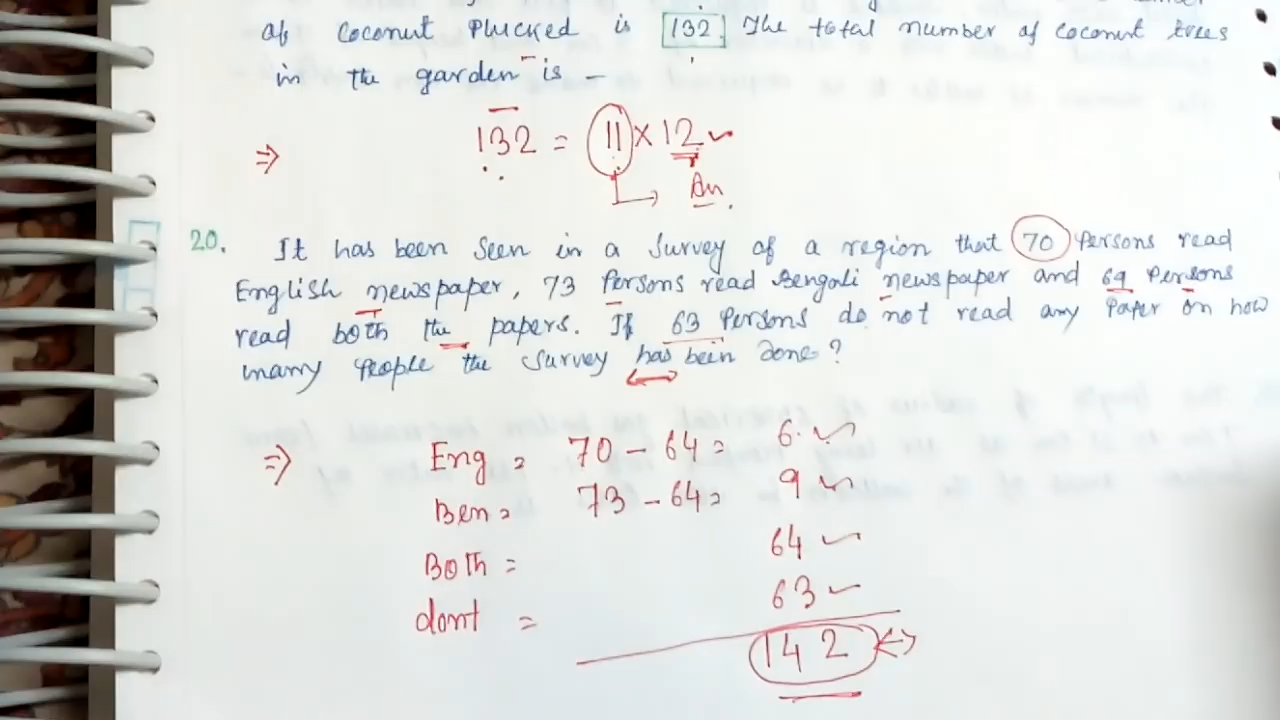 of coconut Plucked is 132 The total number of coconut trees
in the garden is -
⇒ 132 = 11 × 12
An.
20. It has been Seen in a Survey of a region that 70 Persons read
English newspaper, 73 Persons read Bengali newspaper and 64 Persons
read both the papers. If 63 Persons do not read any Paper on how
many People the Survey has been done?
⇒ Eng = 70 - 64 = 6
Ben = 73 - 64 = 9
Both = 64
dont = 63
142